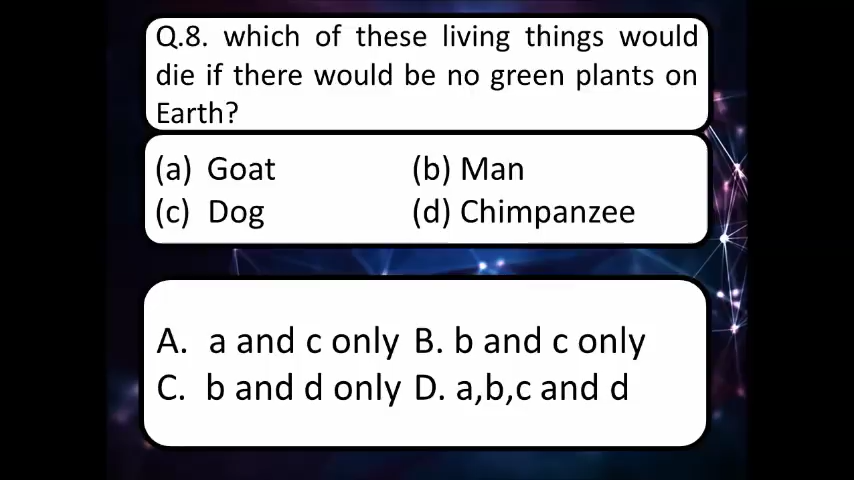 Q.8. which of these living things would
die if there would be no green plants on
Earth?
(a) Goat (b) Man
(c) Dog (d) Chimpanzee
A. a and c only B. b and c only
C. b and d only D. a,b,c and d